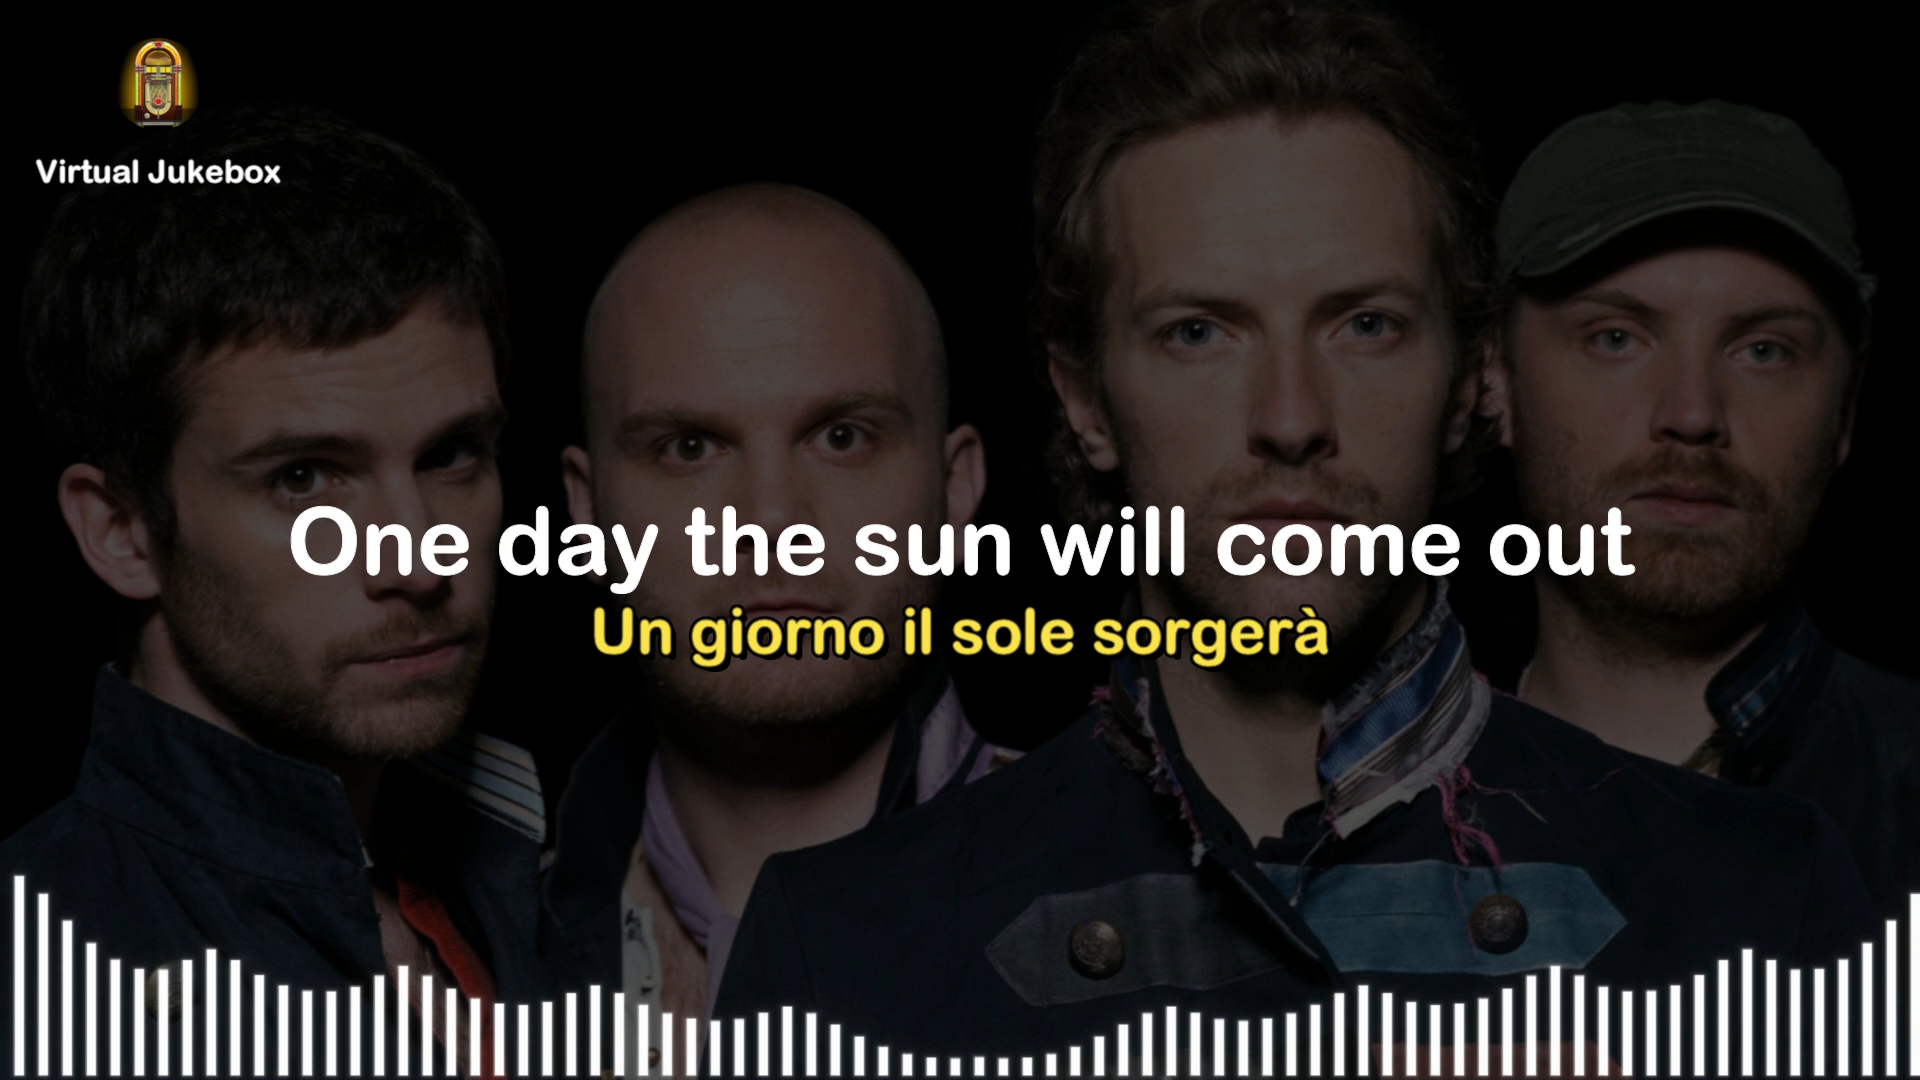 Virtual Jukebox
One day the sun will come out
Un giorno il sole sorgerà